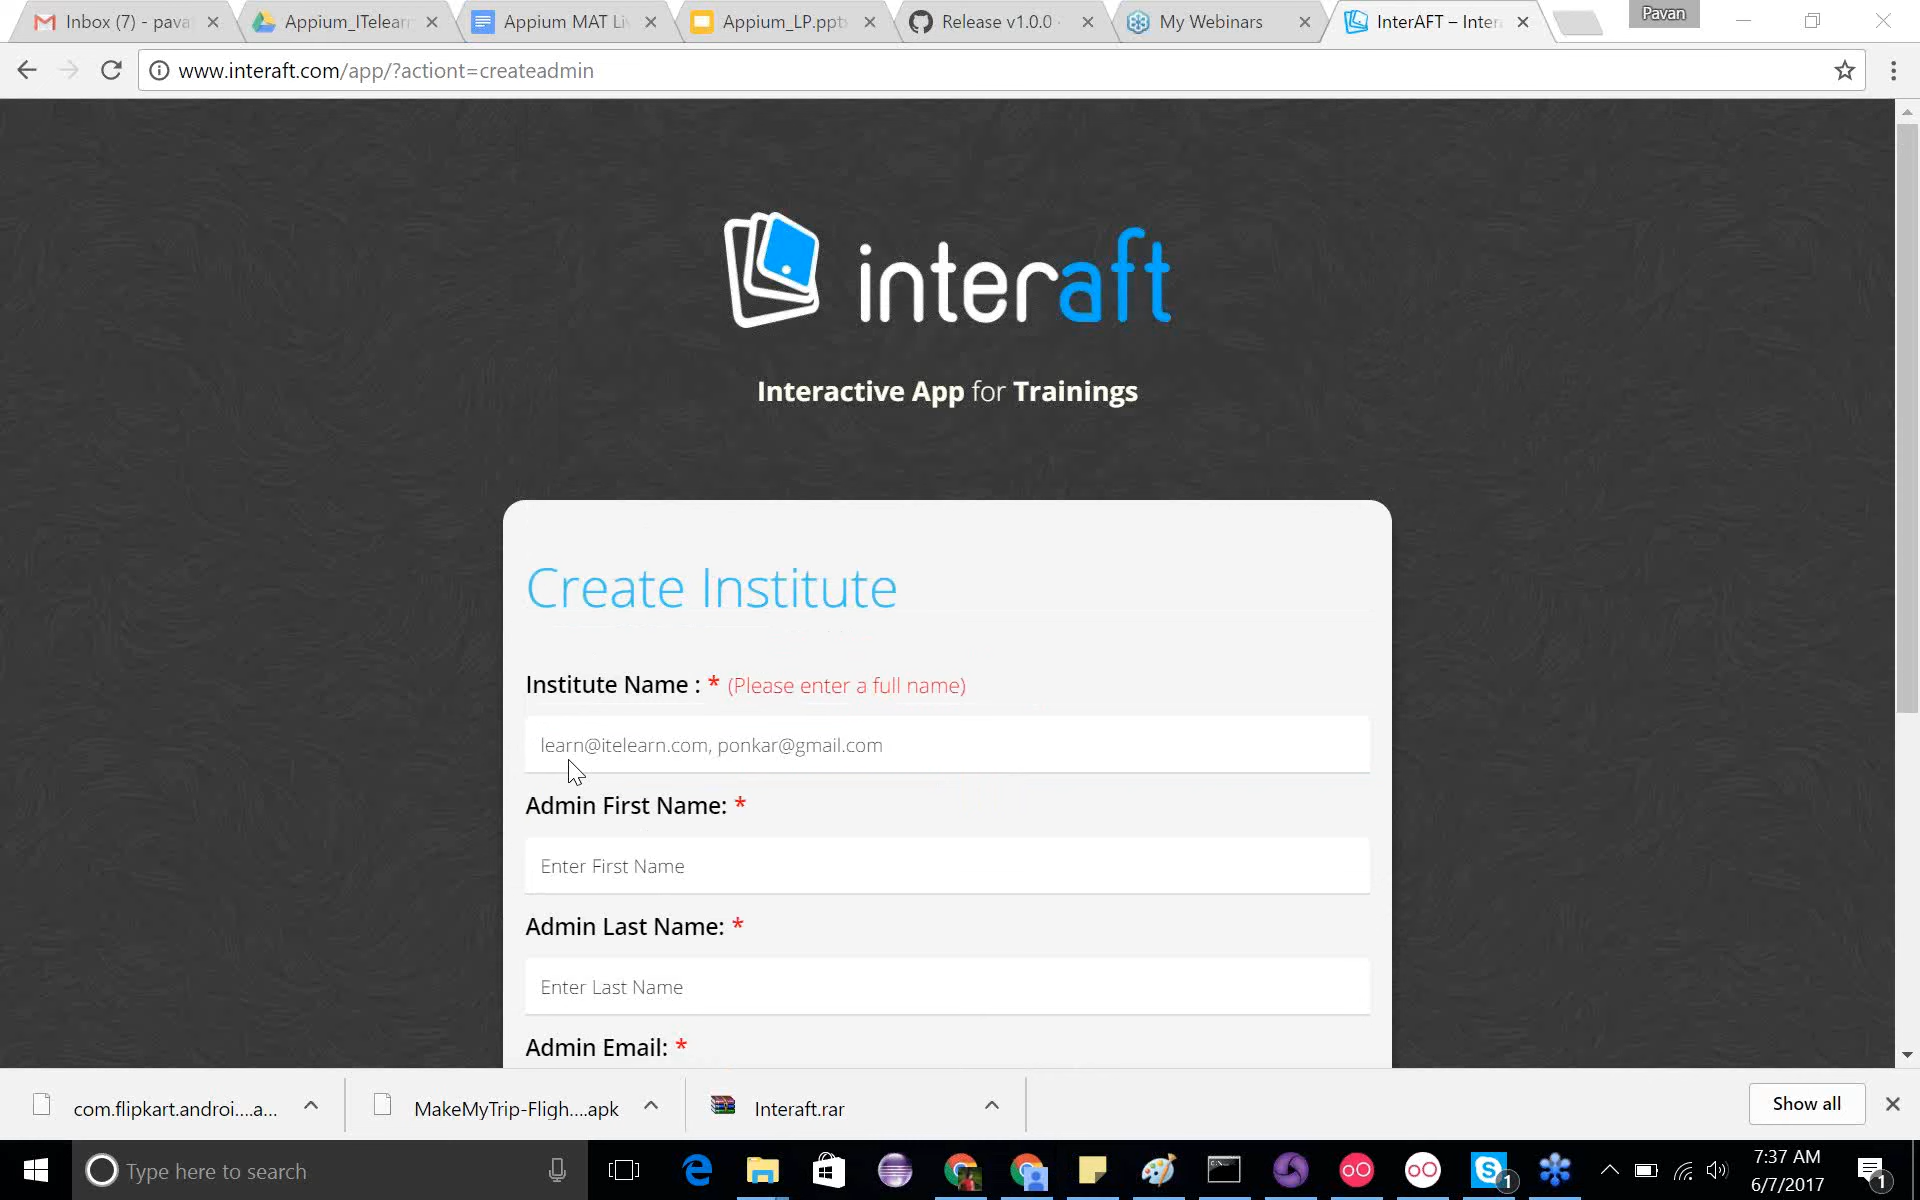 Inbox (7) - pava
Appium_ITelearn
Appium MAT Li
Appium_LP.pptx
Release v1.0.0 ·
My Webinars
InterAFT – Inter
Pavan
www.interaft.com/app/?actiont=createadmin
interaft
Interactive App for Trainings
Create Institute
Institute Name : * (Please enter a full name)
learn@itelearn.com, ponkar@gmail.com
Admin First Name: *
Enter First Name
Admin Last Name: *
Enter Last Name
Admin Email: *
com.flipkart.androi....a...
MakeMyTrip-Fligh....apk
Interaft.rar
Show all
Type here to search
1
7:37 AM
6/7/2017
1